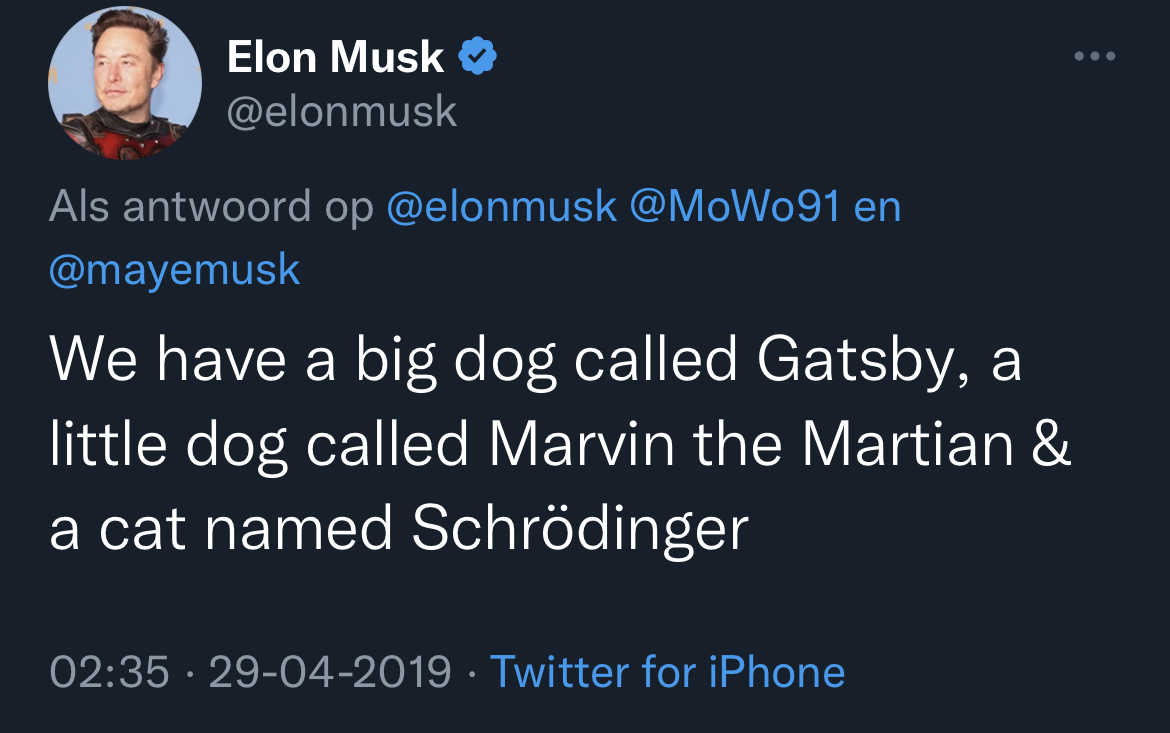 Elon Musk
@elonmusk
Als antwoord op @elonmusk @MoWo91 en
@mayemusk
We have a big dog called Gatsby, a
little dog called Marvin the Martian &
a cat named Schrödinger
02:35 · 29-04-2019 · Twitter for iPhone